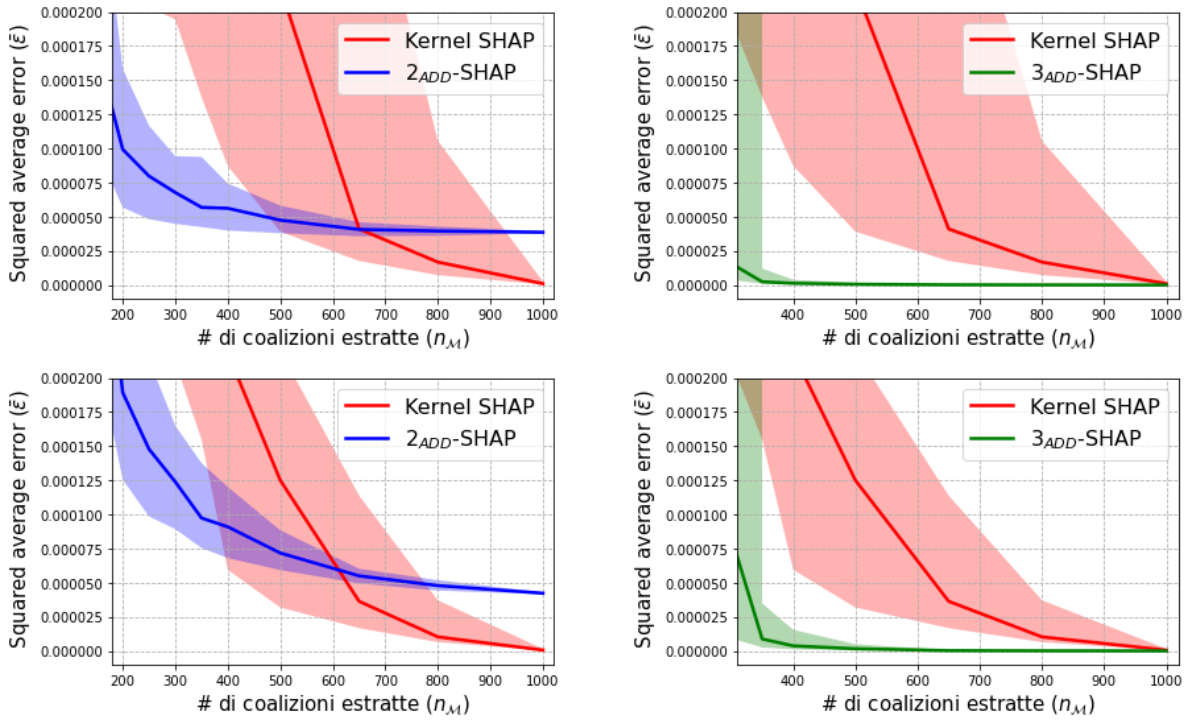 Squared average error (ε̄)
0.000200
0.000175
0.000150
0.000125
0.000100
0.000075
0.000050
0.000025
0.000000
Kernel SHAP
2ADD-SHAP
200 300 400 500 600 700 800 900 1000
# di coalizioni estratte (nℳ)
Squared average error (ε̄)
0.000200
0.000175
0.000150
0.000125
0.000100
0.000075
0.000050
0.000025
0.000000
Kernel SHAP
3ADD-SHAP
400 500 600 700 800 900 1000
# di coalizioni estratte (nℳ)
Squared average error (ε̄)
0.000200
0.000175
0.000150
0.000125
0.000100
0.000075
0.000050
0.000025
0.000000
Kernel SHAP
2ADD-SHAP
200 300 400 500 600 700 800 900 1000
# di coalizioni estratte (nℳ)
Squared average error (ε̄)
0.000200
0.000175
0.000150
0.000125
0.000100
0.000075
0.000050
0.000025
0.000000
Kernel SHAP
3ADD-SHAP
400 500 600 700 800 900 1000
# di coalizioni estratte (nℳ)